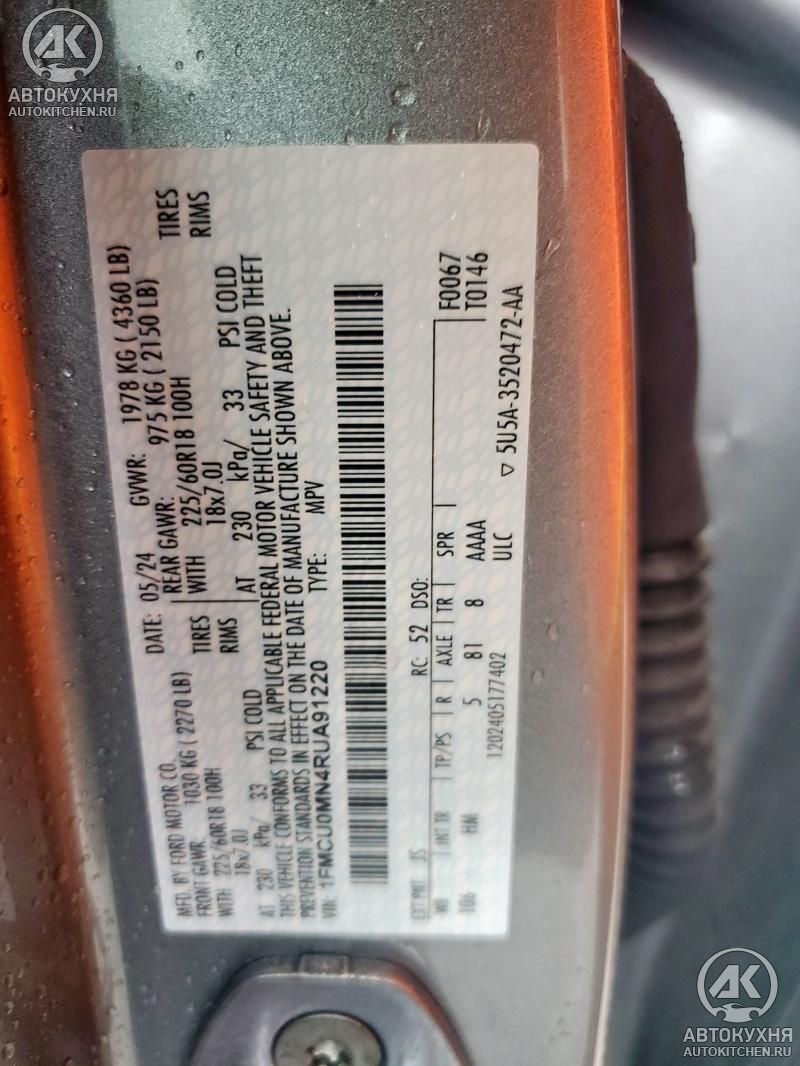 АК
АВТОКУХНЯ
AUTOKITCHEN.RU
MFD. BY FORD MOTOR CO. DATE: 05/24 GVWR: 1978 KG ( 4360 LB)
FRONT GAWR: 1030 KG ( 2270 LB) REAR GAWR: 975 KG ( 2150 LB)
WITH 225/60R18 100H TIRES WITH 225/60R18 100H TIRES
18x7.0J RIMS 18x7.0J RIMS
AT 230 kPa/ 33 PSI COLD AT 230 kPa/ 33 PSI COLD
THIS VEHICLE CONFORMS TO ALL APPLICABLE FEDERAL MOTOR VEHICLE SAFETY AND THEFT
PREVENTION STANDARDS IN EFFECT ON THE DATE OF MANUFACTURE SHOWN ABOVE.
VIN: 1FMCU0MN4RUA91220 TYPE: MPV
EXT PNT: JS RC: 52 DSO: F0067
WB INT TR TP/PS R AXLE TR SPR T0146
106 HM 5 81 8 AAAA
1202405177402 ULC
▽ 5U5A-3520472-AA
АК
АВТОКУХНЯ
AUTOKITCHEN.RU